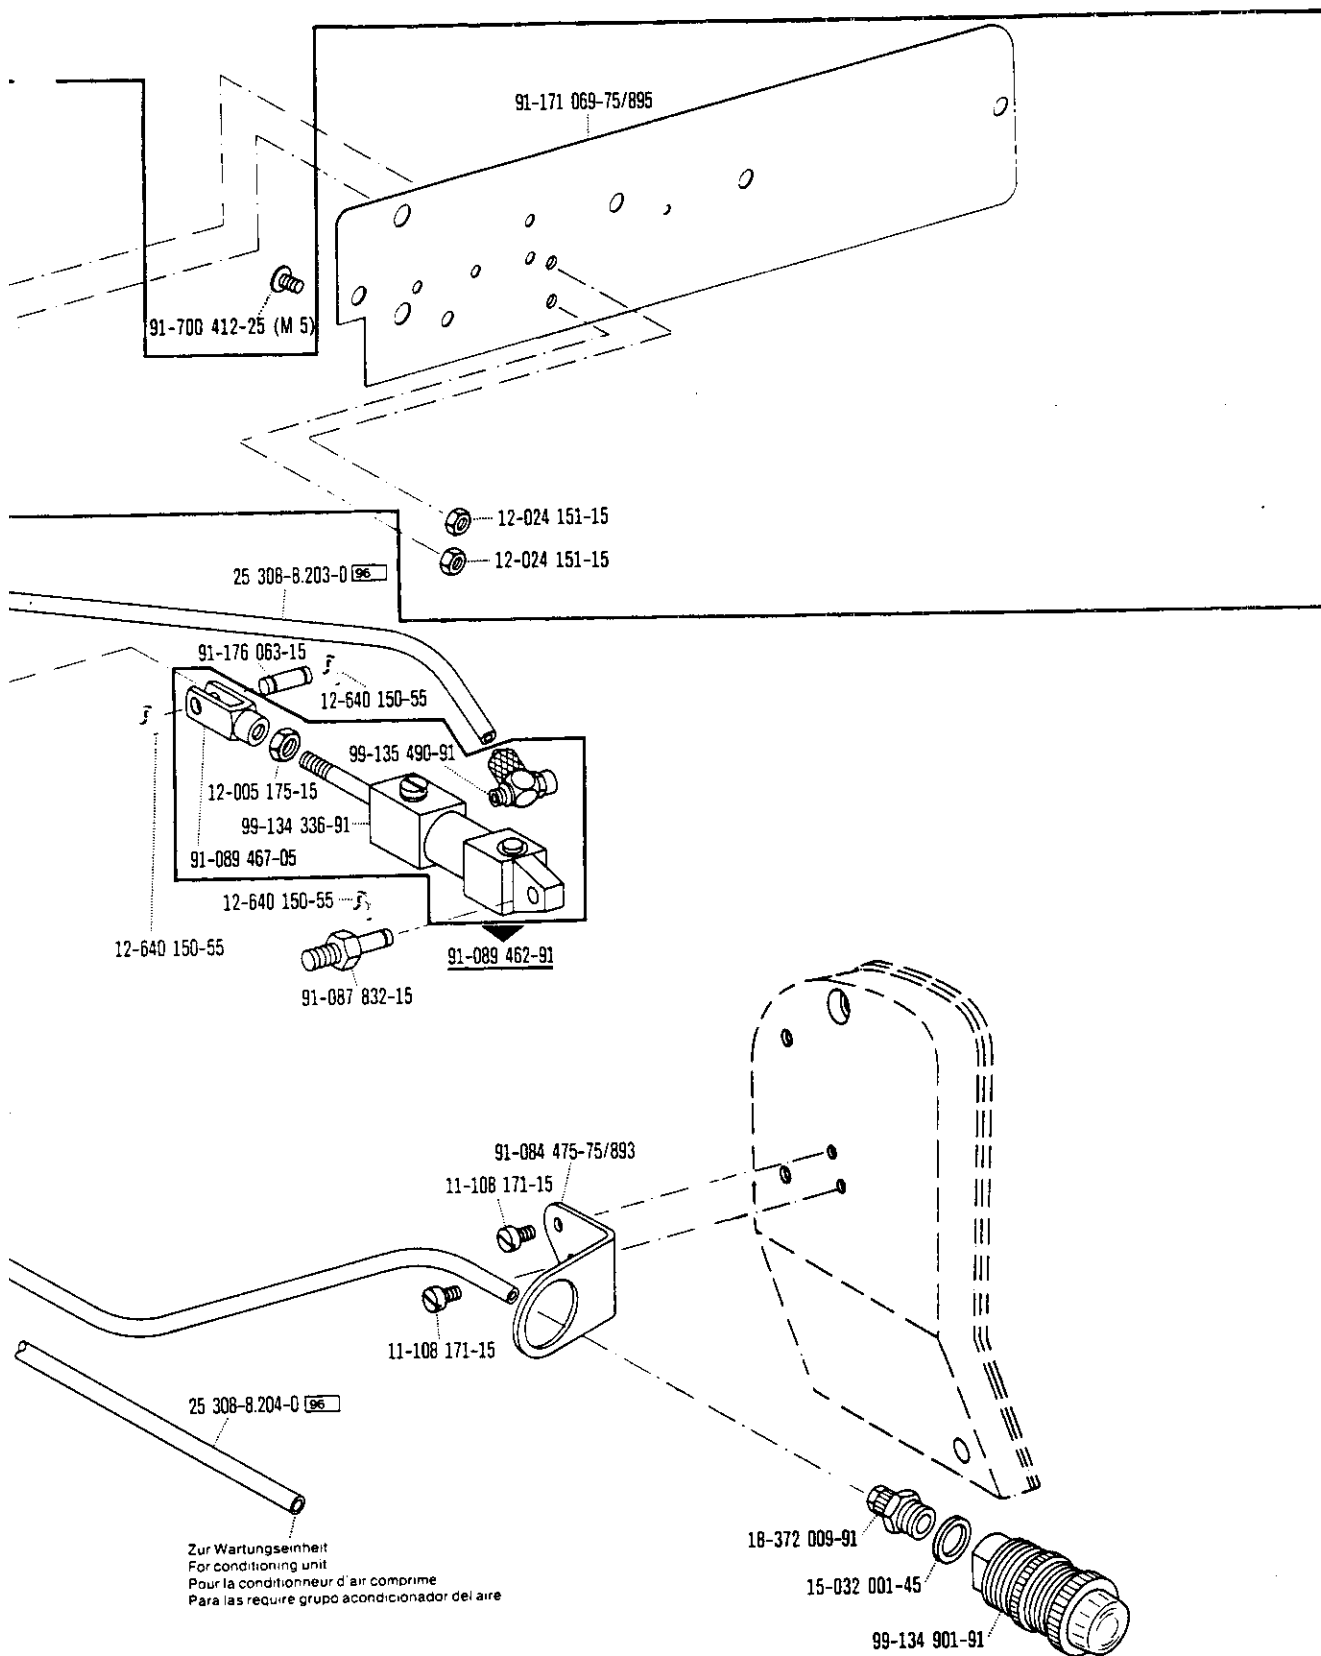 91-171 069-75/895
91-700 412-25 (M 5)
12-024 151-15
12-024 151-15
25 308-8.203-0 96
91-176 063-15
12-640 150-55
99-135 490-91
12-005 175-15
99-134 336-91
91-089 467-05
12-640 150-55
12-640 150-55
91-089 462-91
91-087 832-15
91-084 475-75/893
11-108 171-15
11-108 171-15
25 308-8.204-0 96
18-372 009-91
15-032 001-45
99-134 901-91
Zur Wartungseinheit
For conditioning unit
Pour la conditionneur d'air comprime
Para las require grupo acondicionador del aire